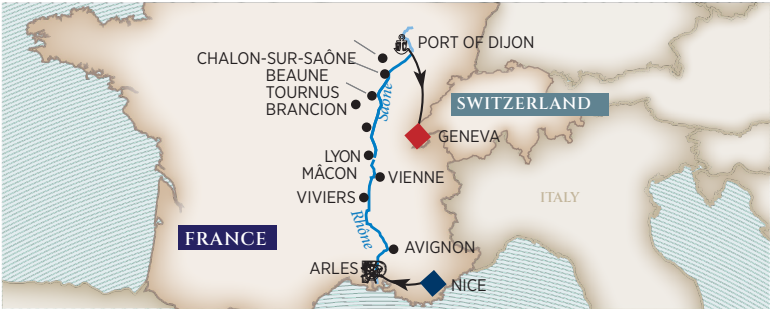 PORT OF DIJON
CHALON-SUR-SAÔNE
BEAUNE
TOURNUS
BRANCION
Saône
SWITZERLAND
GENEVA
LYON
MÂCON
VIENNE
VIVIERS
ITALY
Rhône
FRANCE
AVIGNON
ARLES
NICE